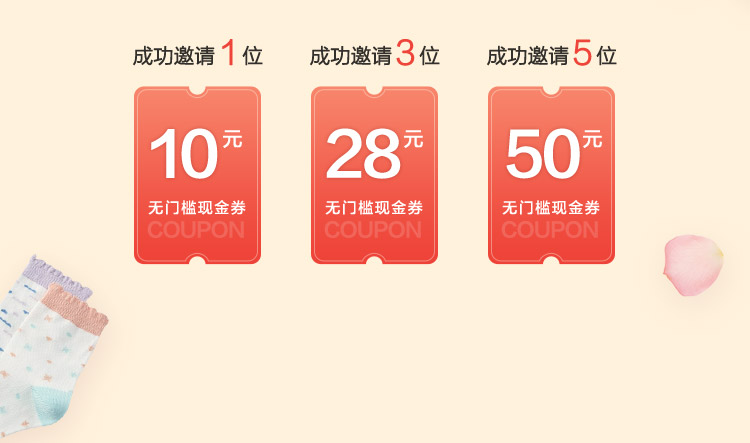 成功邀请1位
10元
无门槛现金券
COUPON
成功邀请3位
28元
无门槛现金券
COUPON
成功邀请5位
50元
无门槛现金券
COUPON